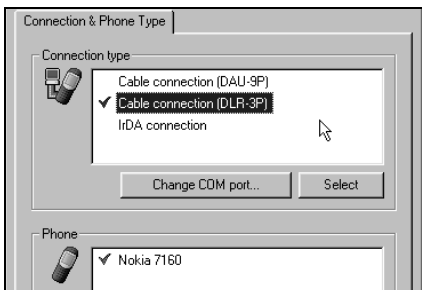 Connection & Phone Type
Connection type
Cable connection (DAU-9P)
Cable connection (DLR-3P)
IrDA connection
Change COM port...
Select
Phone
Nokia 7160